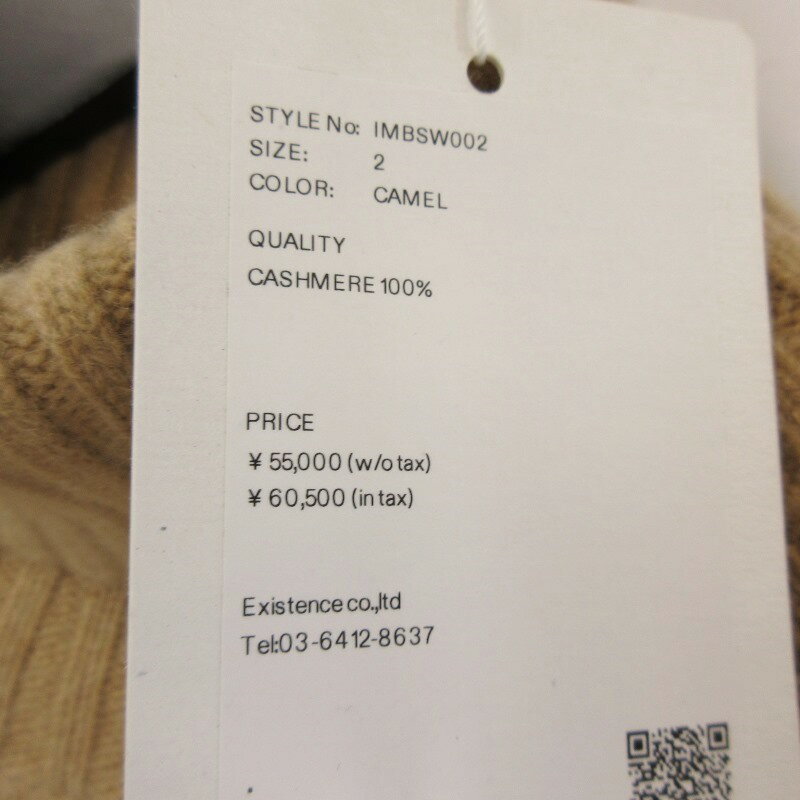 STYLE No: IMBSW002
SIZE: 2
COLOR: CAMEL
QUALITY
CASHMERE 100%
PRICE
¥ 55,000 (w/o tax)
¥ 60,500 (in tax)
Existence co.,ltd
Tel:03-6412-8637